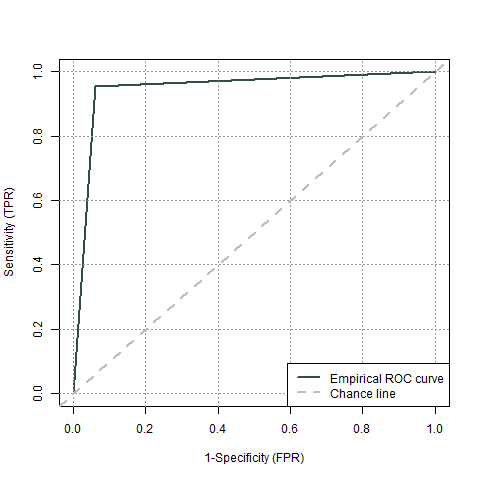 1.0
0.8
0.6
0.4
0.2
0.0
Sensitivity (TPR)
Empirical ROC curve
Chance line
0.0 0.2 0.4 0.6 0.8 1.0
1-Specificity (FPR)